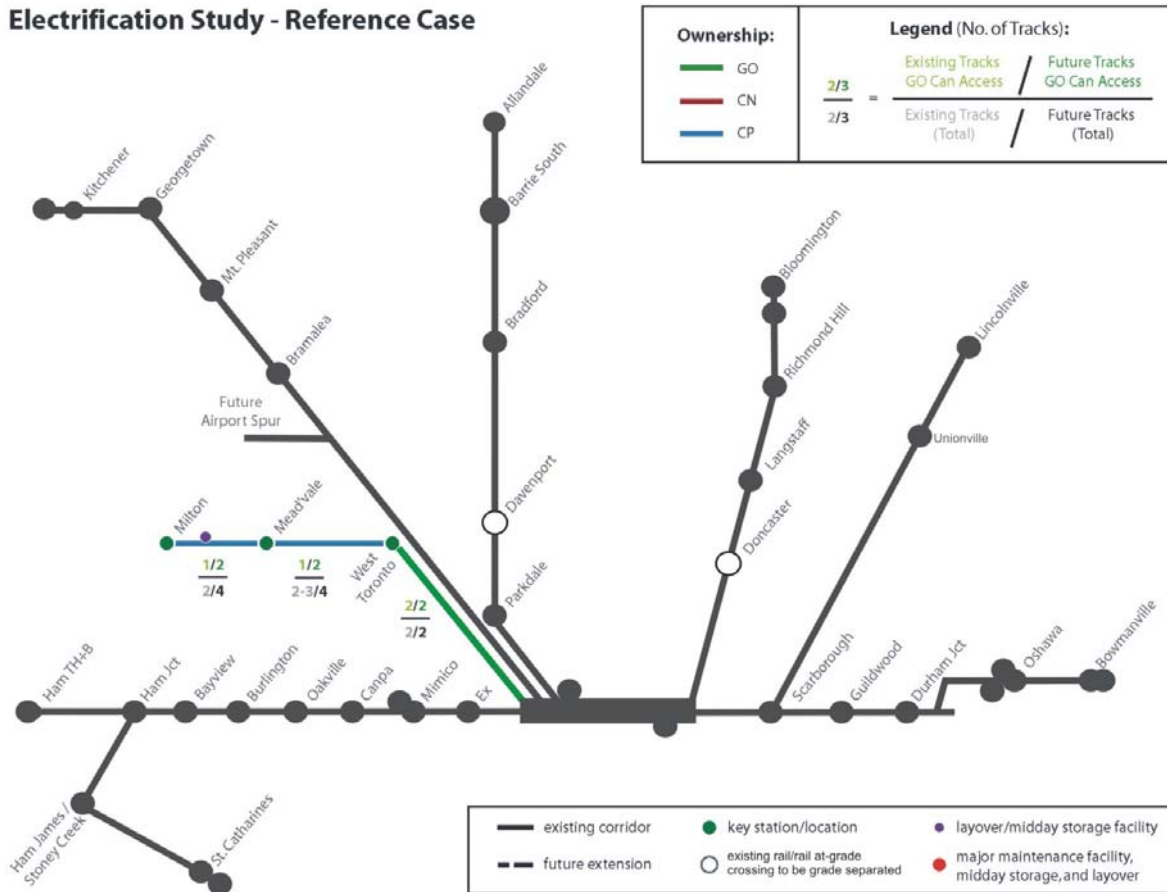 Electrification Study - Reference Case
Ownership:
GO
CN
CP
Legend (No. of Tracks):
2/3
2/3
=
Existing Tracks
GO Can Access
/
Future Tracks
GO Can Access
Existing Tracks
(Total)
/
Future Tracks
(Total)
Kitchener
Georgetown
Mt. Pleasant
Bramalea
Future
Airport Spur
Allandale
Barrie South
Bradford
Davenport
Parkdale
Bloomington
Richmond Hill
Langstaff
Doncaster
Lincolnville
Unionville
Milton
Mead'vale
West
Toronto
1/2
2/4
1/2
2-3/4
2/2
2/2
Ham TH+B
Ham Jct
Bayview
Burlington
Oakville
Canpa
Mimico
Ex
Scarborough
Guildwood
Durham Jct
Oshawa
Bowmanville
Ham James /
Stoney Creek
St. Catharines
existing corridor
future extension
key station/location
existing rail/rail at-grade
crossing to be grade separated
layover/midday storage facility
major maintenance facility,
midday storage, and layover